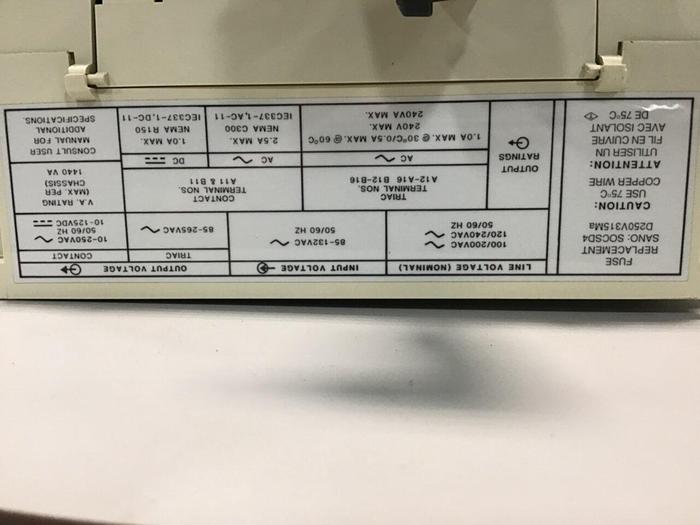 FUSE
REPLACEMENT
SANO: SOCSD4
D250V315Ma
CAUTION:
USE 75°C
COPPER WIRE
ATTENTION:
UTILISER UN
FIL EN CUIVRE
AVEC ISOLANT
DE 75°C
LINE VOLTAGE (NOMINAL)
INPUT VOLTAGE
OUTPUT VOLTAGE
100/200VAC
120/240VAC
50/60 HZ
85-132VAC
50/60 HZ
TRIAC
CONTACT
85-265VAC
10-250VAC
50/60 HZ
10-125VDC
OUTPUT
RATINGS
TRIAC
TERMINAL NOS.
A12-A16 B12-B16
CONTACT
TERMINAL NOS.
A11 & B11
V.A. RATING
(MAX. PER
CHASSIS)
1440 VA
AC
AC
DC
1.0A MAX. @ 30°C/0.5A MAX. @ 60°C
240V MAX.
240VA MAX.
2.5A MAX.
NEMA C300
IEC337-1,AC-11
1.0A MAX.
NEMA R150
IEC337-1,DC-11
CONSULT USER
MANUAL FOR
ADDITIONAL
SPECIFICATIONS.